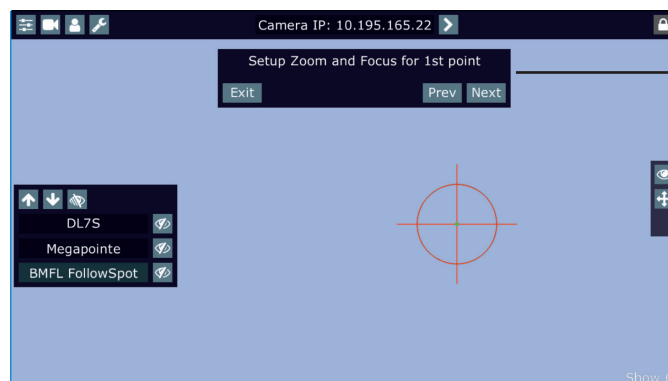 Camera IP: 10.195.165.22
Setup Zoom and Focus for 1st point
Exit Prev Next
DL7S
Megapointe
BMFL FollowSpot
Show